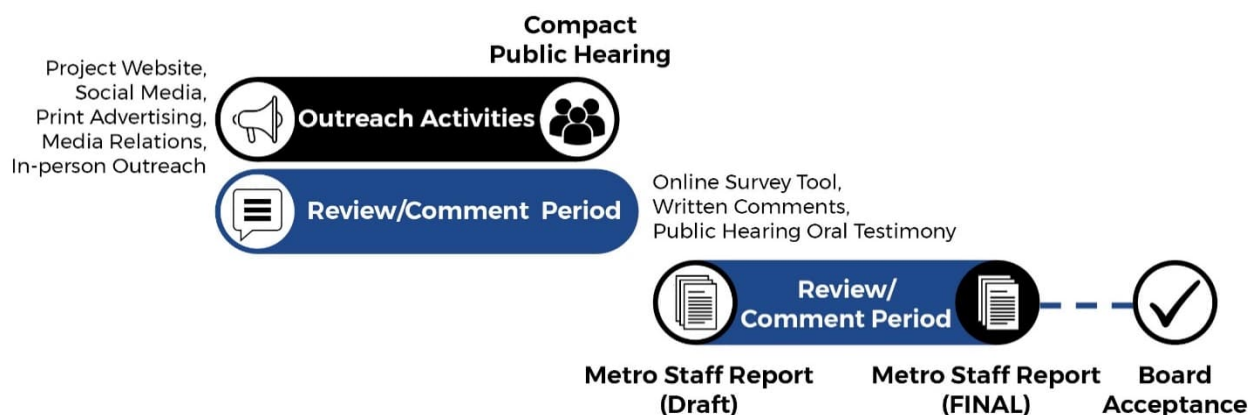 Compact
Public Hearing
Project Website,
Social Media,
Print Advertising,
Media Relations,
In-person Outreach
Outreach Activities
Review/Comment Period
Online Survey Tool,
Written Comments,
Public Hearing Oral Testimony
Review/
Comment Period
Metro Staff Report
(Draft)
Metro Staff Report
(FINAL)
Board
Acceptance